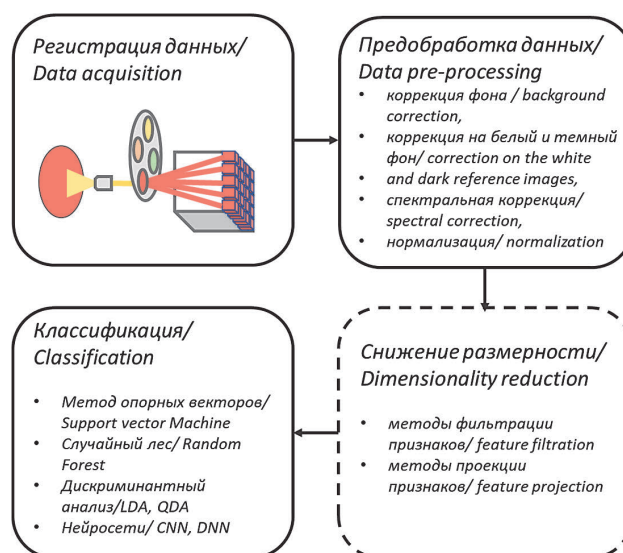 Регистрация данных/
Data acquisition
Предобработка данных/
Data pre-processing
• коррекция фона / background
correction,
• коррекция на белый и темный
фон/ correction on the white
• and dark reference images,
• спектральная коррекция/
spectral correction,
• нормализация/ normalization
Снижение размерности/
Dimensionality reduction
• методы фильтрации
признаков/ feature filtration
• методы проекции
признаков/ feature projection
Классификация/
Classification
• Метод опорных векторов/
Support vector Machine
• Случайный лес/ Random
Forest
• Дискриминантный
анализ/LDA, QDA
• Нейросети/ CNN, DNN